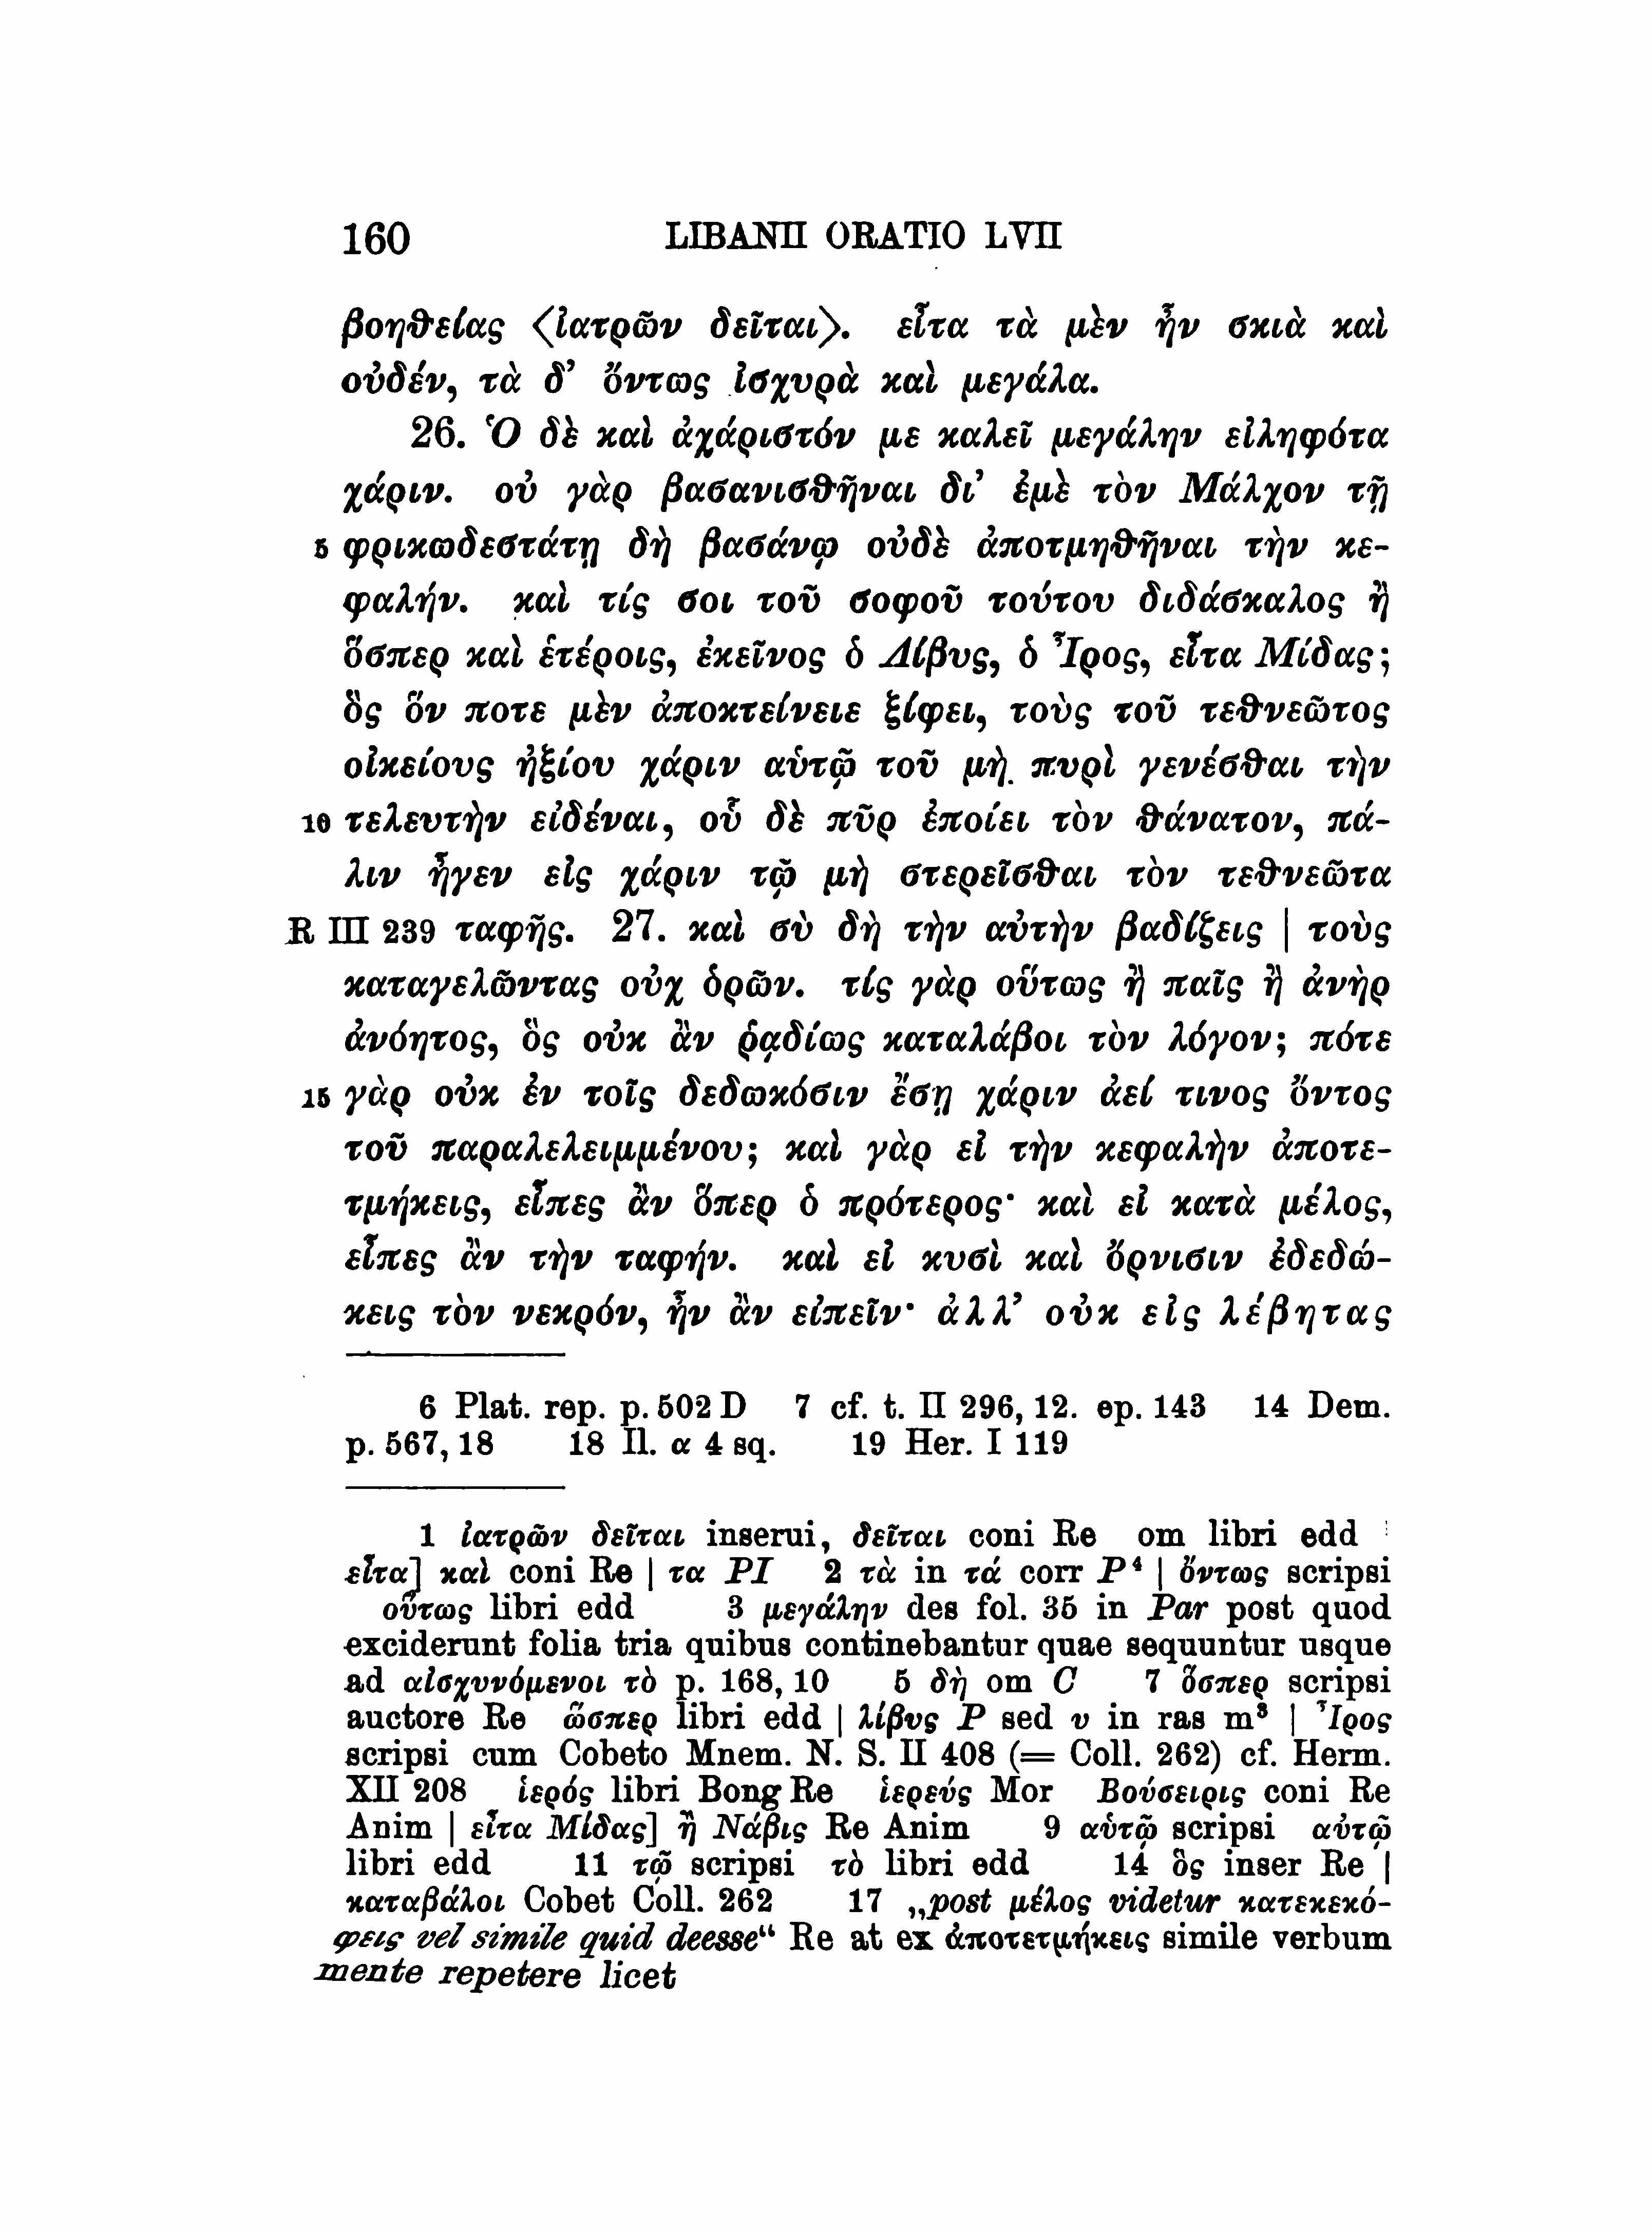 160 LIBANII ORATIO LVII
βοηθείας ⟨ἰατρῶν δεῖται⟩. εἶτα τὰ μὲν ἦν σκιὰ καὶ
οὐδέν, τὰ δ’ ὄντως ἰσχυρὰ καὶ μεγάλα.
26. Ὁ δὲ καὶ ἀχάριστόν με καλεῖ μεγάλην εἰληφότα
χάριν. οὐ γὰρ βασανισθῆναι δι’ ἐμὲ τὸν Μάλχον τῇ
5 φρικωδεστάτῃ δὴ βασάνῳ οὐδὲ ἀποτμηθῆναι τὴν κε-
φαλήν. καὶ τίς σοι τοῦ σοφοῦ τούτου διδάσκαλος ἢ
ὅσπερ καὶ ἑτέροις, ἐκεῖνος ὁ Λίβυς, ὁ Ἶρος, εἶτα Μίδας;
ὃς ὅν ποτε μὲν ἀποκτείνειε ξίφει, τοὺς τοῦ τεθνεῶτος
οἰκείους ἠξίου χάριν αὑτῷ τοῦ μὴ πυρὶ γενέσθαι τὴν
10 τελευτὴν εἰδέναι, οὗ δὲ πῦρ ἐποίει τὸν θάνατον, πά-
λιν ἦγεν εἰς χάριν τῷ μὴ στερεῖσθαι τὸν τεθνεῶτα
R III 239 ταφῆς. 27. καὶ σὺ δὴ τὴν αὐτὴν βαδίζεις | τοὺς
καταγελῶντας οὐχ ὁρῶν. τίς γὰρ οὕτως ἢ παῖς ἢ ἀνὴρ
ἀνόητος, ὃς οὐκ ἂν ῥᾳδίως καταλάβοι τὸν λόγον; πότε
15 γὰρ οὐκ ἐν τοῖς δεδωκόσιν ἔσῃ χάριν ἀεί τινος ὄντος
τοῦ παραλελειμμένου; καὶ γὰρ εἰ τὴν κεφαλὴν ἀποτε-
τμήκεις, εἶπες ἂν ὅπερ ὁ πρότερος· καὶ εἰ κατὰ μέλος,
εἶπες ἂν τὴν ταφήν. καὶ εἰ κυσὶ καὶ ὄρνισιν ἐδεδώ-
κεις τὸν νεκρόν, ἦν ἂν εἰπεῖν· ἀλλ’ οὐκ εἰς λέβητας
6 Plat. rep. p. 502 D 7 cf. t. II 296, 12. ep. 143 14 Dem.
p. 567, 18 18 Il. α 4 sq. 19 Her. I 119
1 ἰατρῶν δεῖται inserui, δεῖται coni Re om libri edd
εἶτα] καὶ coni Re | τα PI 2 τὰ in τά corr P⁴ | ὄντως scripsi
οὕτως libri edd 3 μεγάλην des fol. 35 in Par post quod
exciderunt folia tria quibus continebantur quae sequuntur usque
ad αἰσχυνόμενοι τὸ p. 168, 10 5 δὴ om C 7 ὅσπερ scripsi
auctore Re ὥσπερ libri edd | λίβυς P sed υ in ras m³ | Ἶρος
scripsi cum Cobeto Mnem. N. S. II 408 (= Coll. 262) cf. Herm.
XII 208 ἱερός libri Bong Re ἱερεύς Mor Βούσειρις coni Re
Anim | εἶτα Μίδας] ἢ Νάβις Re Anim 9 αὑτῷ scripsi αὐτῷ
libri edd 11 τῷ scripsi τὸ libri edd 14 ὃς inser Re |
καταβάλοι Cobet Coll. 262 17 „post μέλος videtur κατεκεκό-
φεις vel simile quid deesse“ Re at ex ἀποτετμήκεις simile verbum
mente repetere licet